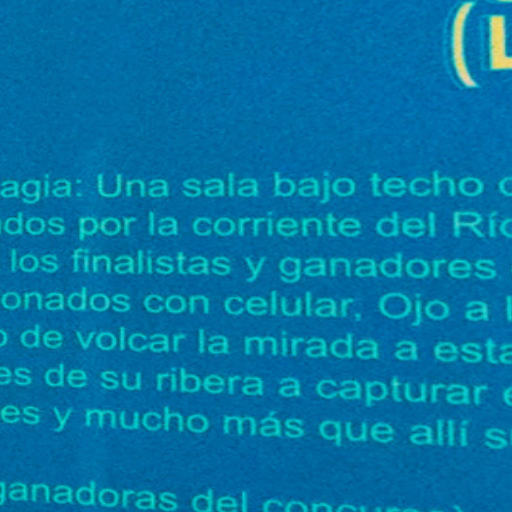 (L
agia: Una sala bajo techo
dos por la corriente del Río
los finalistas y ganadores
onados con celular, Ojo a l
de volcar la mirada a esta
es de su ribera a capturar
es y mucho más que allí s
ganadoras del concurso)